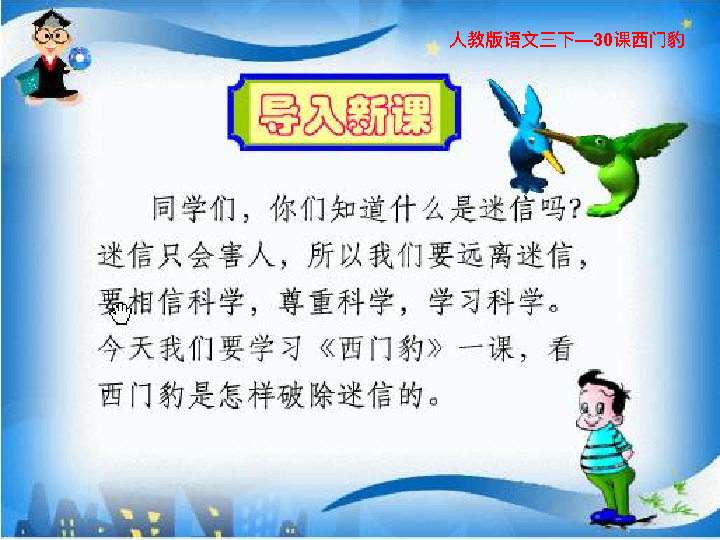 人教版语文三下—30课西门豹
导入新课
同学们，你们知道什么是迷信吗？
迷信只会害人，所以我们要远离迷信，
要相信科学，尊重科学，学习科学。
今天我们要学习《西门豹》一课，看
西门豹是怎样破除迷信的。